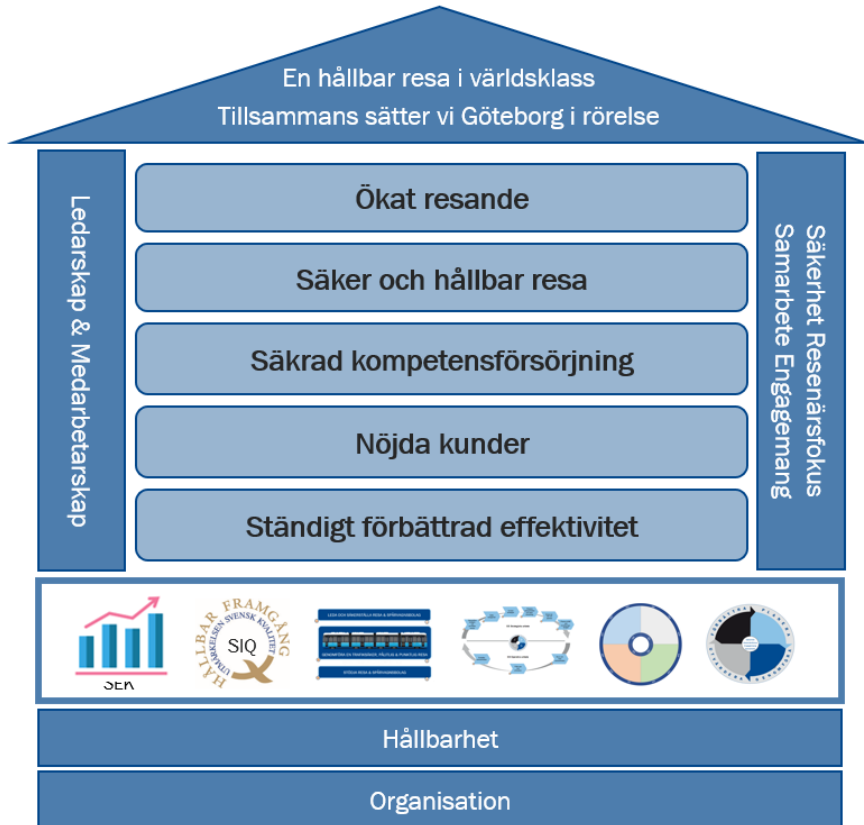 En hållbar resa i världsklass
Tillsammans sätter vi Göteborg i rörelse
Ledarskap & Medarbetarskap
Ökat resande
Säker och hållbar resa
Säkrad kompetensförsörjning
Nöjda kunder
Ständigt förbättrad effektivitet
Säkerhet Resenärsfokus
Samarbete Engagemang
SEK
HÅLLBAR FRAMGÅNG
UTMÄRKELSEN SVENSK KVALITET
SIQ
Hållbarhet
Organisation